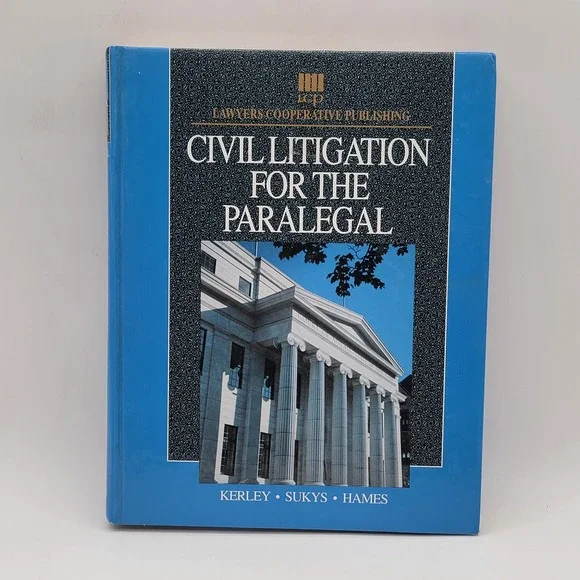 LCP
LAWYERS COOPERATIVE PUBLISHING
CIVIL LITIGATION
FOR THE
PARALEGAL
KERLEY • SUKYS • HAMES